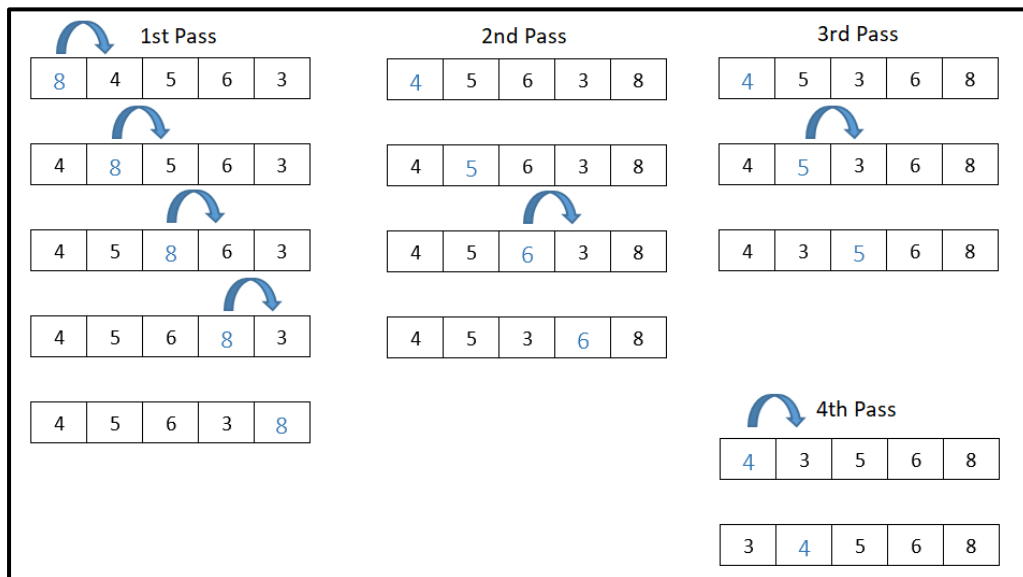 1st Pass
8 4 5 6 3
4 8 5 6 3
4 5 8 6 3
4 5 6 8 3
4 5 6 3 8
2nd Pass
4 5 6 3 8
4 5 6 3 8
4 5 6 3 8
4 5 3 6 8
3rd Pass
4 5 3 6 8
4 5 3 6 8
4 3 5 6 8
4th Pass
4 3 5 6 8
3 4 5 6 8